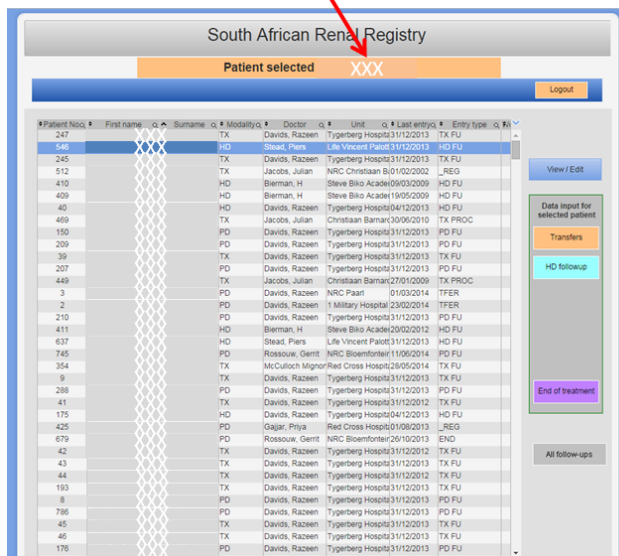 South African Renal Registry
Patient selected XXX
Logout
Patient No First name Surname Modality Doctor Unit Last entry Entry type
247 TX Davids, Razeen Tygerberg Hospita 31/12/2013 TX FU
546 HD Stead, Piers Life Vincent Palott 31/12/2013 HD FU
245 TX Davids, Razeen Tygerberg Hospita 31/12/2013 TX FU
512 TX Jacobs, Julian NRC Christiaan B 01/02/2002 _REG
410 HD Bierman, H Steve Biko Acade 09/03/2009 HD FU
409 HD Bierman, H Steve Biko Acade 19/05/2009 HD FU
40 HD Davids, Razeen Tygerberg Hospita 04/12/2013 HD FU
469 TX Jacobs, Julian Christiaan Barnard 30/06/2010 TX PROC
150 PD Davids, Razeen Tygerberg Hospita 31/12/2013 PD FU
209 PD Davids, Razeen Tygerberg Hospita 31/12/2013 PD FU
39 TX Davids, Razeen Tygerberg Hospita 31/12/2013 TX FU
207 PD Davids, Razeen Tygerberg Hospita 31/12/2013 PD FU
449 TX Jacobs, Julian Christiaan Barnard 27/01/2009 TX PROC
3 PD Davids, Razeen NRC Paarl 01/03/2014 TFER
2 PD Davids, Razeen 1 Military Hospital 23/02/2014 TFER
210 PD Davids, Razeen Tygerberg Hospita 31/12/2013 PD FU
411 HD Bierman, H Steve Biko Acade 20/02/2012 HD FU
637 HD Stead, Piers Life Vincent Palott 31/12/2013 HD FU
745 PD Rossouw, Gerrit NRC Bloemfontein 11/06/2014 PD FU
354 TX McCulloch Mignon Red Cross Hospit 28/05/2014 TX FU
9 TX Davids, Razeen Tygerberg Hospita 31/12/2013 TX FU
288 PD Davids, Razeen Tygerberg Hospita 31/12/2013 PD FU
41 TX Davids, Razeen Tygerberg Hospita 31/12/2012 TX FU
175 HD Davids, Razeen Tygerberg Hospita 04/12/2013 HD FU
425 PD Gajjar, Priya Red Cross Hospit 01/08/2013 _REG
679 PD Rossouw, Gerrit NRC Bloemfontein 26/10/2013 END
42 TX Davids, Razeen Tygerberg Hospita 31/12/2012 TX FU
43 TX Davids, Razeen Tygerberg Hospita 31/12/2013 TX FU
44 TX Davids, Razeen Tygerberg Hospita 31/12/2012 TX FU
193 TX Davids, Razeen Tygerberg Hospita 31/12/2013 TX FU
8 PD Davids, Razeen Tygerberg Hospita 31/12/2013 PD FU
786 PD Davids, Razeen Tygerberg Hospita 31/12/2013 PD FU
45 TX Davids, Razeen Tygerberg Hospita 31/12/2013 TX FU
46 TX Davids, Razeen Tygerberg Hospita 31/12/2013 TX FU
176 PD Davids, Razeen Tygerberg Hospita 31/12/2013 PD FU
View / Edit
Data input for
selected patient
Transfers
HD followup
End of treatment
All follow-ups